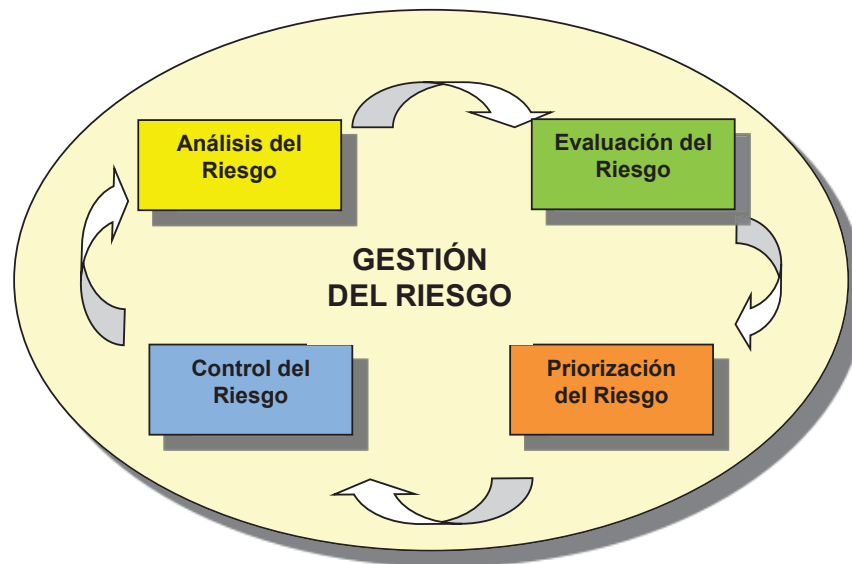 Análisis del
Riesgo
Evaluación del
Riesgo
GESTIÓN
DEL RIESGO
Control del
Riesgo
Priorización
del Riesgo